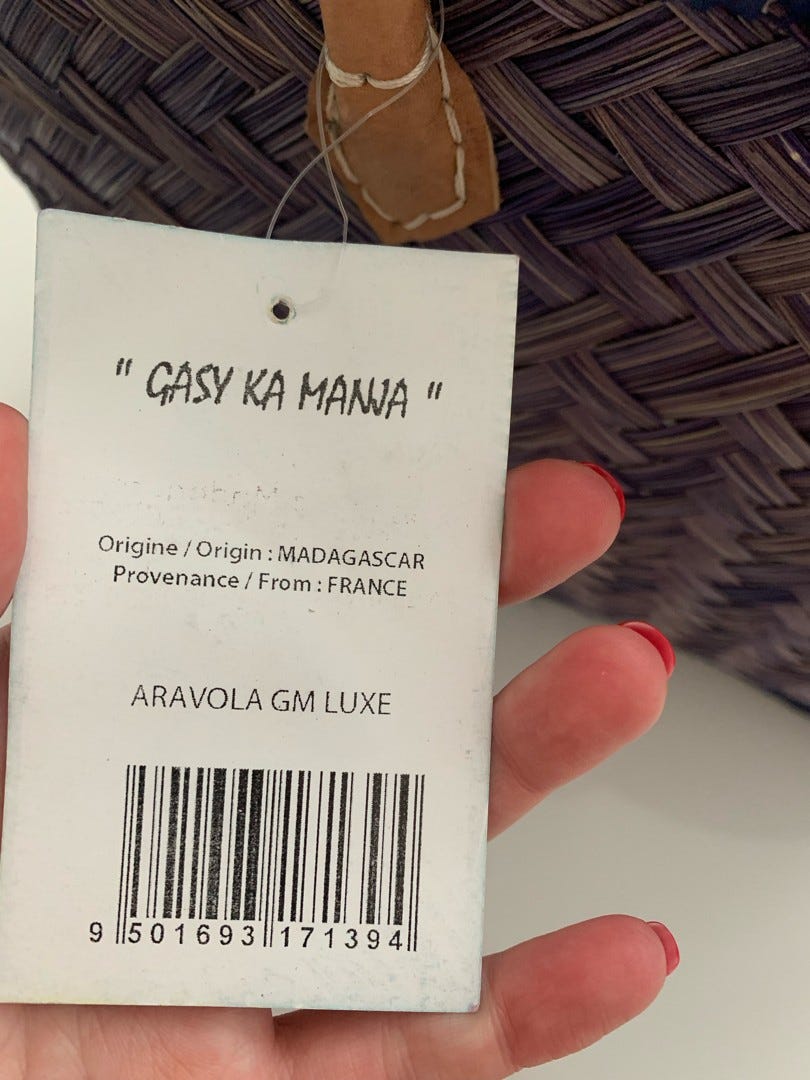 " GASY KA MANJA "
Origine / Origin : MADAGASCAR
Provenance / From : FRANCE
ARAVOLA GM LUXE
9 501693 171394